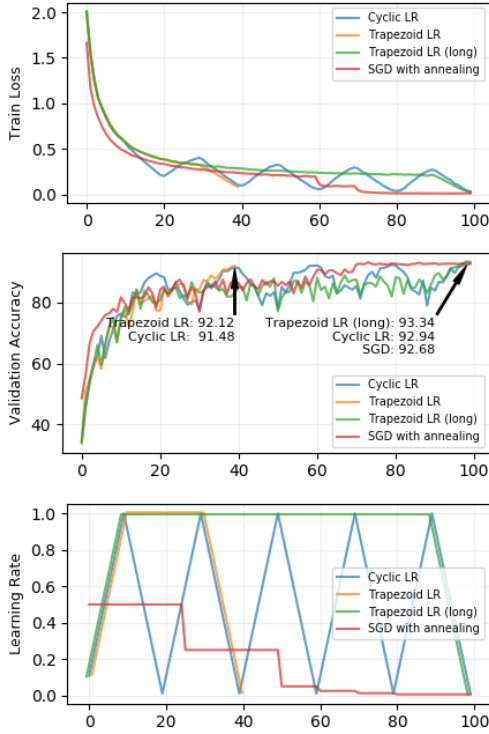 Train Loss
2.0
1.5
1.0
0.5
0.0
Cyclic LR
Trapezoid LR
Trapezoid LR (long)
SGD with annealing
0 20 40 60 80 100
Validation Accuracy
80
60
40
Trapezoid LR: 92.12
Cyclic LR: 91.48
Trapezoid LR (long): 93.34
Cyclic LR: 92.94
SGD: 92.68
Cyclic LR
Trapezoid LR
Trapezoid LR (long)
SGD with annealing
0 20 40 60 80 100
Learning Rate
1.0
0.8
0.6
0.4
0.2
0.0
Cyclic LR
Trapezoid LR
Trapezoid LR (long)
SGD with annealing
0 20 40 60 80 100